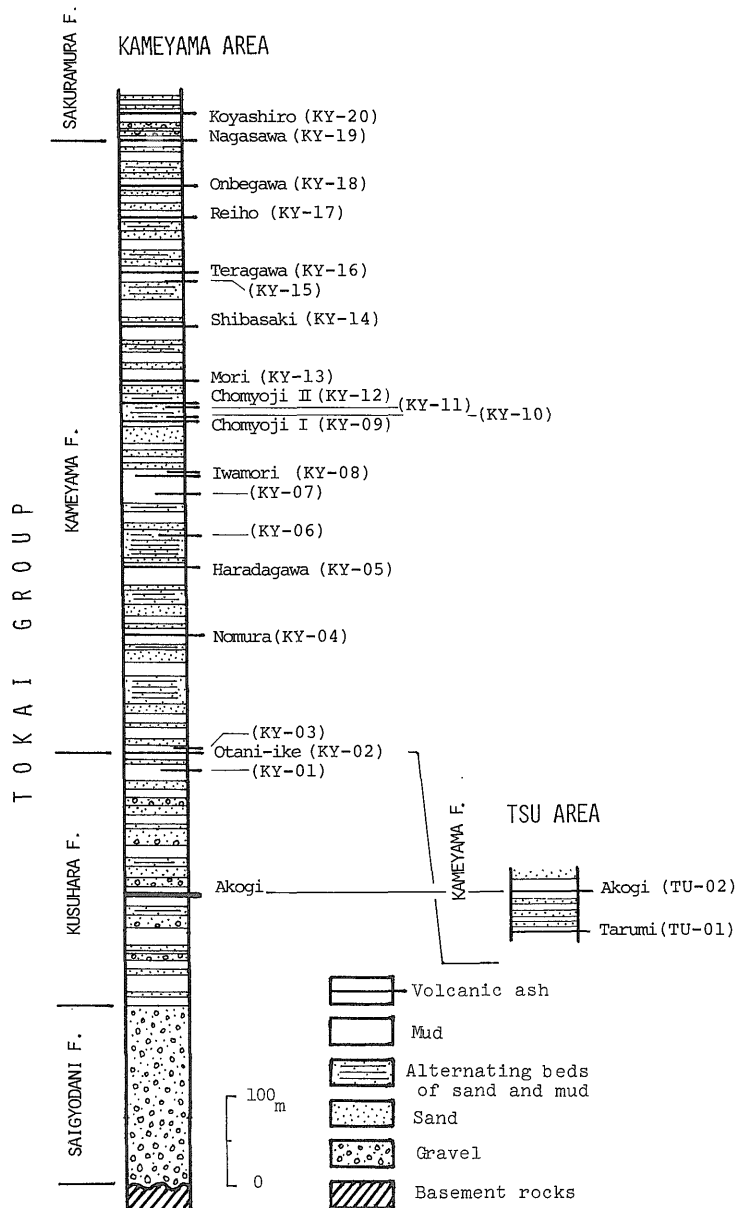 KAMEYAMA AREA
SAKURAMURA F.
Koyashiro (KY-20)
Nagasawa (KY-19)
Onbegawa (KY-18)
Reiho (KY-17)
Teragawa (KY-16)
(KY-15)
Shibasaki (KY-14)
Mori (KY-13)
Chomyoji II (KY-12)
(KY-11)
(KY-10)
Chomyoji I (KY-09)
Iwamori (KY-08)
(KY-07)
(KY-06)
Haradagawa (KY-05)
Nomura (KY-04)
(KY-03)
Otani-ike (KY-02)
(KY-01)
Akogi
KAMEYAMA F.
TOKAI GROUP
KUSUHARA F.
SAIGYODANI F.
TSU AREA
KAMEYAMA F.
Akogi (TU-02)
Tarumi (TU-01)
Volcanic ash
Mud
Alternating beds
of sand and mud
Sand
Gravel
Basement rocks
100 m
0